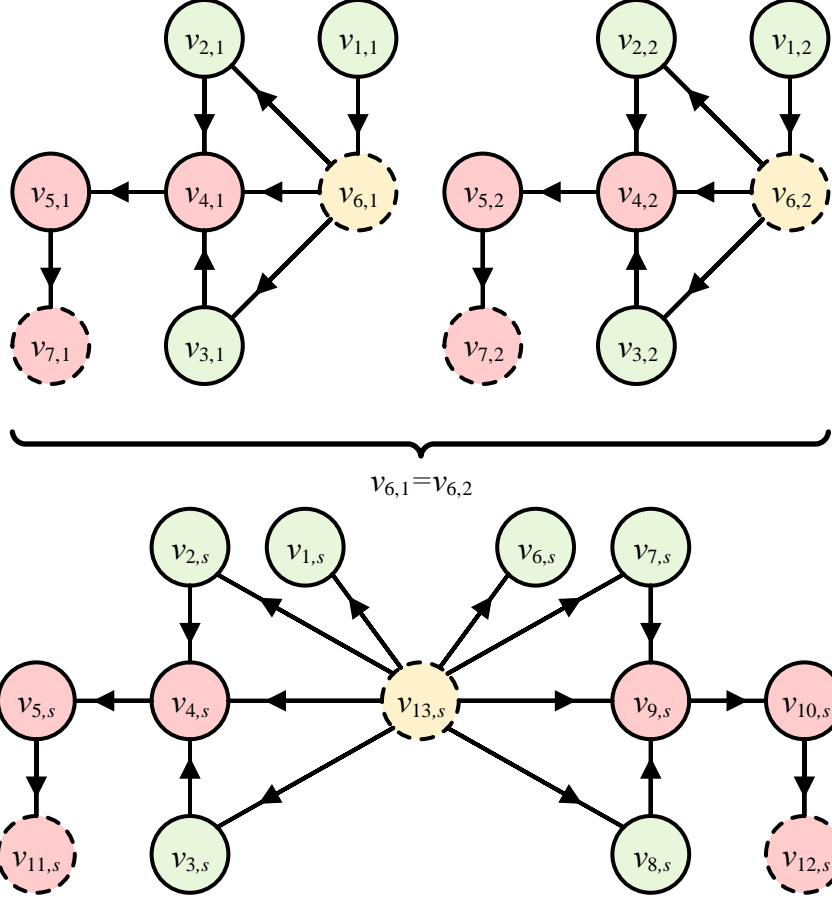 v2,1 v1,1 v2,2 v1,2
v5,1 v4,1 v6,1 v5,2 v4,2 v6,2
v7,1 v3,1 v7,2 v3,2
v6,1=v6,2
v2,s v1,s v6,s v7,s
v5,s v4,s v13,s v9,s v10,s
v11,s v3,s v8,s v12,s